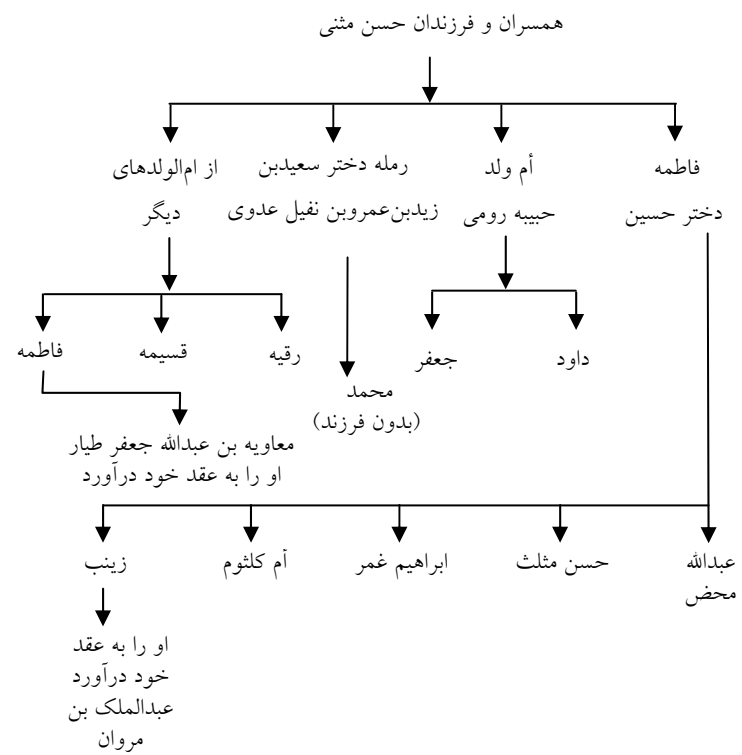 همسران و فرزندان حسن مثنی
فاطمه
دختر حسین
أم ولد
حبیبه رومی
رمله دختر سعیدبن
زیدبن‌عمروبن نفیل عدوی
از ام‌الولدهای
دیگر
داود
جعفر
محمد
(بدون فرزند)
رقیه
قسیمه
فاطمه
معاویه بن عبدالله جعفر طیار
او را به عقد خود درآورد
عبدالله
محض
حسن مثلث
ابراهیم غمر
أم کلثوم
زینب
او را به عقد
خود درآورد
عبدالملک بن
مروان